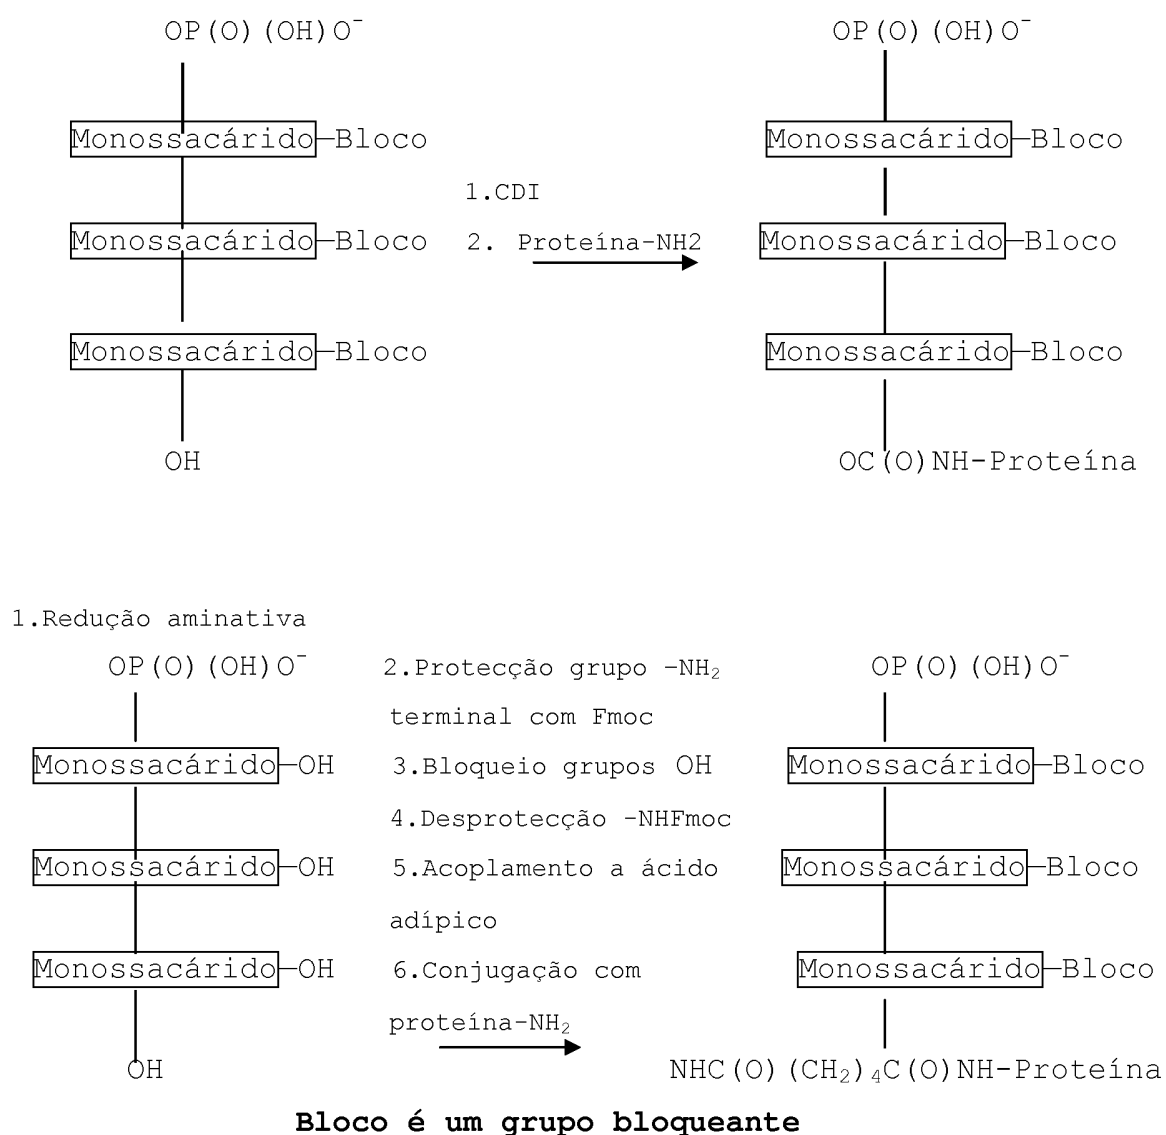 OP(O)(OH)O⁻ OP(O)(OH)O⁻
Monossacárido-Bloco Monossacárido-Bloco
1.CDI
Monossacárido-Bloco 2. Proteína-NH2 Monossacárido-Bloco
Monossacárido-Bloco Monossacárido-Bloco
OH OC(O)NH-Proteína
1.Redução aminativa
OP(O)(OH)O⁻ 2.Protecção grupo -NH₂ OP(O)(OH)O⁻
terminal com Fmoc
Monossacárido-OH 3.Bloqueio grupos OH Monossacárido-Bloco
4.Desprotecção -NHFmoc
Monossacárido-OH 5.Acoplamento a ácido Monossacárido-Bloco
adípico
Monossacárido-OH 6.Conjugação com Monossacárido-Bloco
proteína-NH₂
OH NHC(O)(CH₂)₄C(O)NH-Proteína
Bloco é um grupo bloqueante